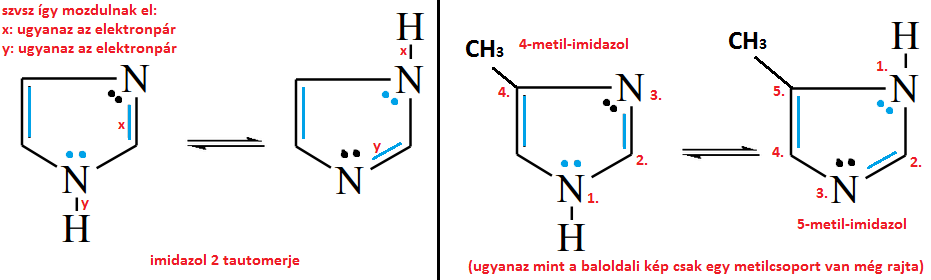 szvsz így mozdulnak el:
x: ugyanaz az elektronpár
y: ugyanaz az elektronpár
N
x
N
y
H
H
x
N
y
N
imidazol 2 tautomerje
CH3
4-metil-imidazol
4.
N
3.
2.
N
1.
H
CH3
H
1.
5.
N
4.
2.
3.
N
5-metil-imidazol
(ugyanaz mint a baloldali kép csak egy metilcsoport van még rajta)